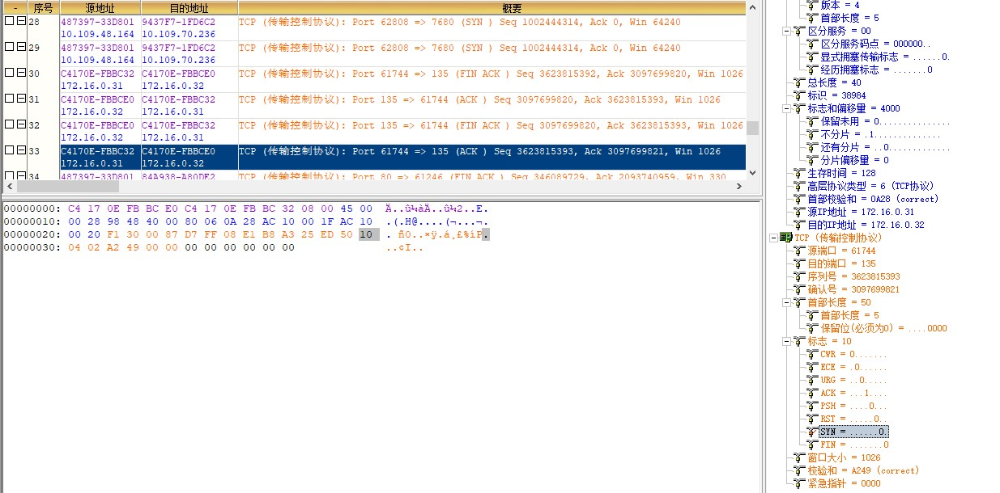 - 序号 源地址 目的地址 概要
28 487397-33D801 9437F7-1FD6C2 TCP (传输控制协议): Port 62808 => 7680 (SYN ) Seq 1002444314, Ack 0, Win 64240
10.109.48.164 10.109.70.236
29 487397-33D801 9437F7-1FD6C2 TCP (传输控制协议): Port 62808 => 7680 (SYN ) Seq 1002444314, Ack 0, Win 64240
10.109.48.164 10.109.70.236
30 C4170E-FBBC32 C4170E-FBBCE0 TCP (传输控制协议): Port 61744 => 135 (FIN ACK ) Seq 3623815392, Ack 3097699820, Win 1026
172.16.0.31 172.16.0.32
31 C4170E-FBBCE0 C4170E-FBBC32 TCP (传输控制协议): Port 135 => 61744 (ACK ) Seq 3097699820, Ack 3623815393, Win 1026
172.16.0.32 172.16.0.31
32 C4170E-FBBCE0 C4170E-FBBC32 TCP (传输控制协议): Port 135 => 61744 (FIN ACK ) Seq 3097699820, Ack 3623815393, Win 1026
172.16.0.32 172.16.0.31
33 C4170E-FBBC32 C4170E-FBBCE0 TCP (传输控制协议): Port 61744 => 135 (ACK ) Seq 3623815393, Ack 3097699821, Win 1026
172.16.0.31 172.16.0.32
34 487397-33D801 84A938-A80DE2 TCP (传输控制协议): Port 80 => 61246 (FIN ACK ) Seq 346089729, Ack 2093740959, Win 330
00000000: C4 17 0E FB BC E0 C4 17 0E FB BC 32 08 00 45 00 Ä..û¼àÄ..û¼2..E.
00000010: 00 28 98 48 40 00 80 06 0A 28 AC 10 00 1F AC 10 .(.H@....(¬...¬.
00000020: 00 20 F1 30 00 87 D7 FF 08 E1 B8 A3 25 ED 50 10 . ñ0..×ÿ.á¸£%íP.
00000030: 04 02 A2 49 00 00 00 00 00 00 00 00 ..¢I..
版本 = 4
首部长度 = 5
区分服务 = 00
区分服务码点 = 000000..
显式拥塞传输标志 = ......0.
经历拥塞标志 = .......0
总长度 = 40
标识 = 38984
标志和偏移量 = 4000
保留未用 = 0...............
不分片 = .1..............
还有分片 = ..0.............
分片偏移量 = 0
生存时间 = 128
高层协议类型 = 6 (TCP协议)
首部校验和 = 0A28 (correct)
源IP地址 = 172.16.0.31
目的IP地址 = 172.16.0.32
TCP (传输控制协议)
源端口 = 61744
目的端口 = 135
序列号 = 3623815393
确认号 = 3097699821
首部长度 = 50
首部长度 = 5
保留位(必须为0) = ....0000
标志 = 10
CWR = 0.......
ECE = .0......
URG = ..0.....
ACK = ...1....
PSH = ....0...
RST = .....0..
SYN = ......0.
FIN = .......0
窗口大小 = 1026
校验和 = A249 (correct)
紧急指针 = 0000